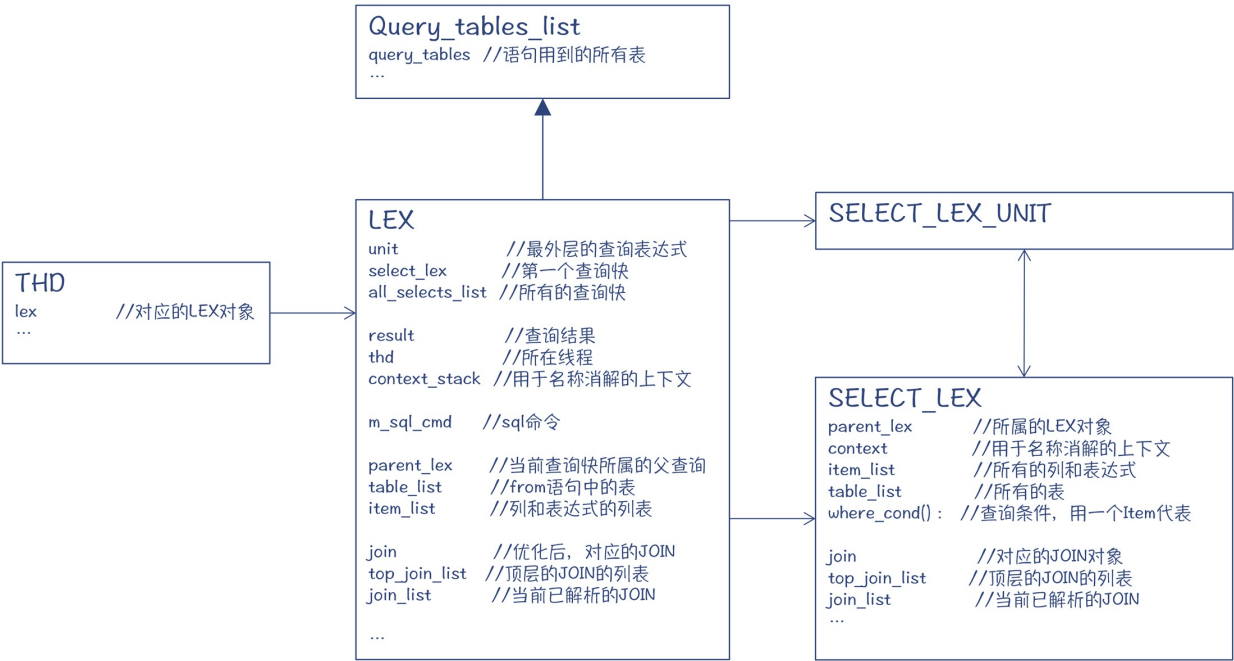 Query_tables_list
query_tables //语句用到的所有表
...
THD
lex //对应的LEX对象
...
LEX
unit //最外层的查询表达式
select_lex //第一个查询快
all_selects_list //所有的查询快
result //查询结果
thd //所在线程
context_stack //用于名称消解的上下文
m_sql_cmd //sql命令
parent_lex //当前查询快所属的父查询
table_list //from语句中的表
item_list //列和表达式的列表
join //优化后，对应的JOIN
top_join_list //顶层的JOIN的列表
join_list //当前已解析的JOIN
...
SELECT_LEX_UNIT
SELECT_LEX
parent_lex //所属的LEX对象
context //用于名称消解的上下文
item_list //所有的列和表达式
table_list //所有的表
where_cond()： //查询条件，用一个Item代表
join //对应的JOIN对象
top_join_list //顶层的JOIN的列表
join_list //当前已解析的JOIN
...